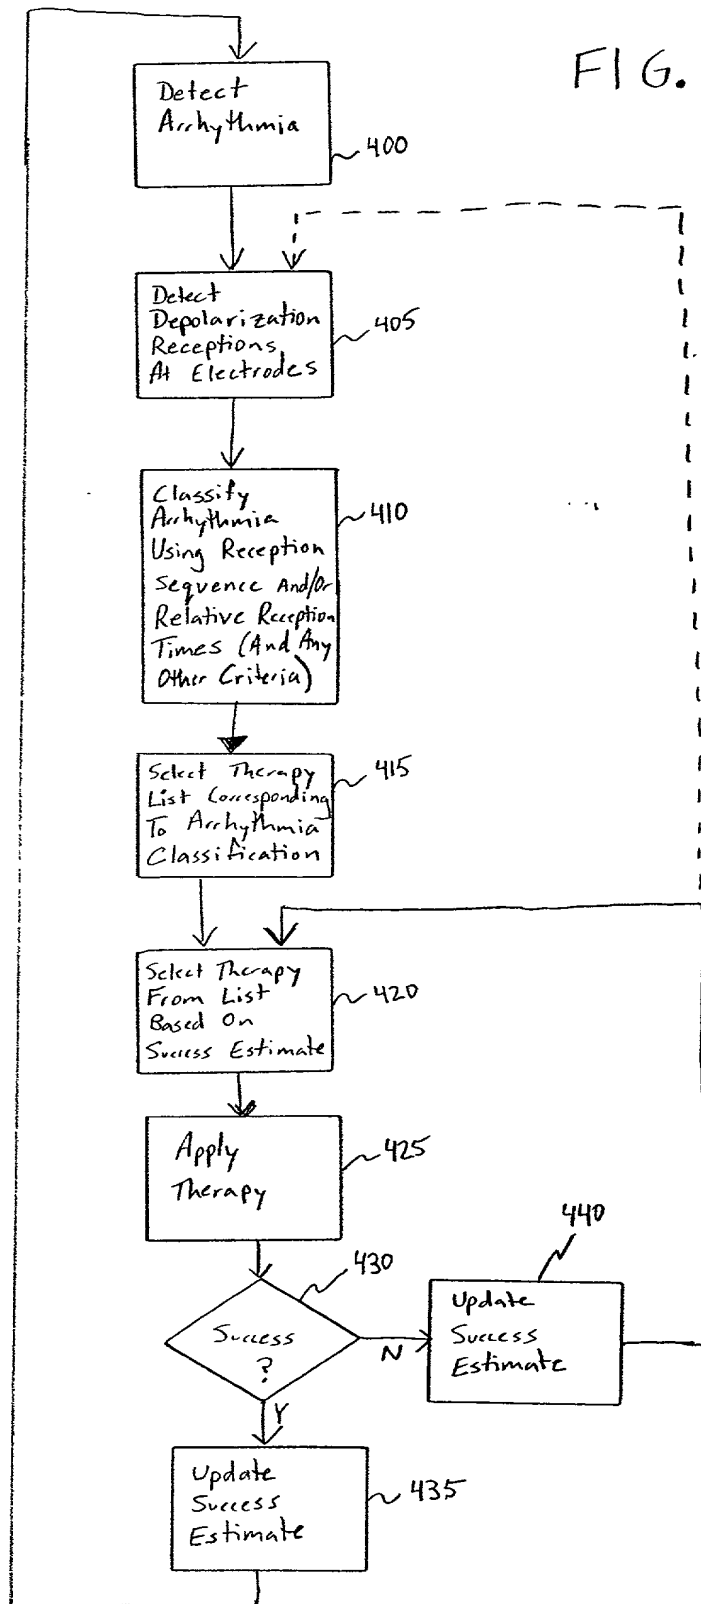 FIG.
Detect
Arrhythmia
400
Detect
Depolarization
Receptions
At Electrodes
405
Classify
Arrhythmia
Using Reception
Sequence And/Or
Relative Reception
Times (And Any
Other Criteria)
410
Select Therapy
List Corresponding
To Arrhythmia
Classification
415
Select Therapy
From List
Based On
Success Estimate
420
Apply
Therapy
425
430
Success
?
N
Y
440
Update
Success
Estimate
Update
Success
Estimate
435